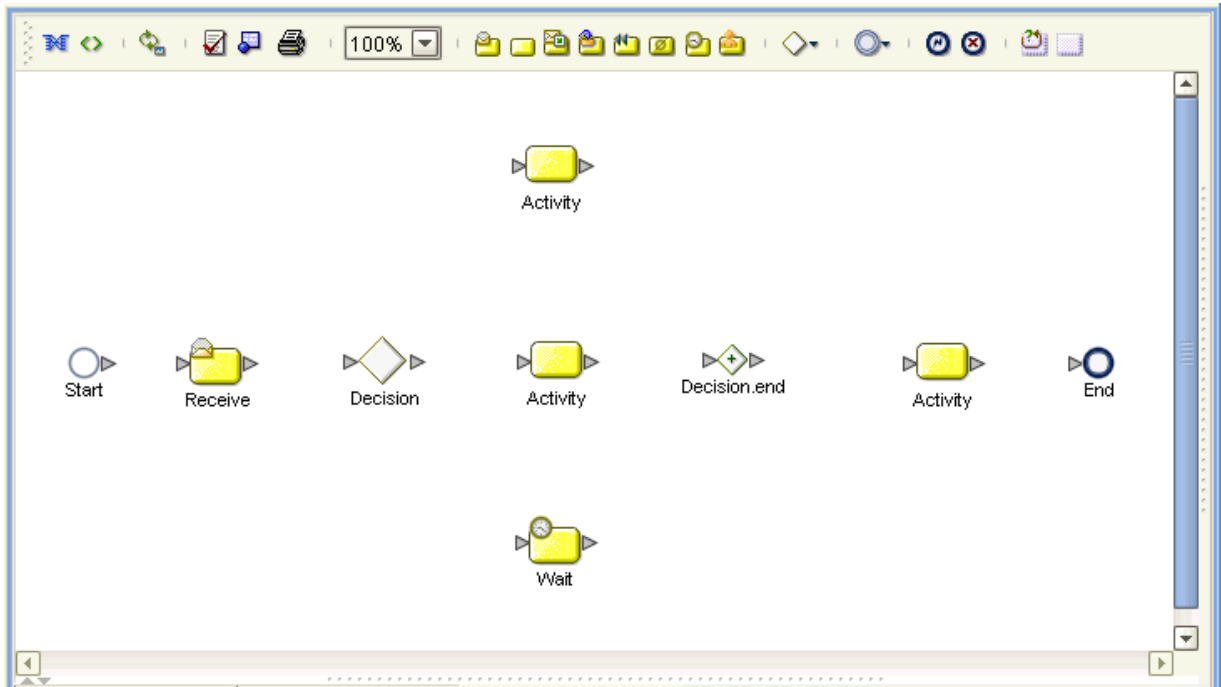 100%
Activity
Start
Receive
Decision
Activity
Decision.end
Activity
End
Wait